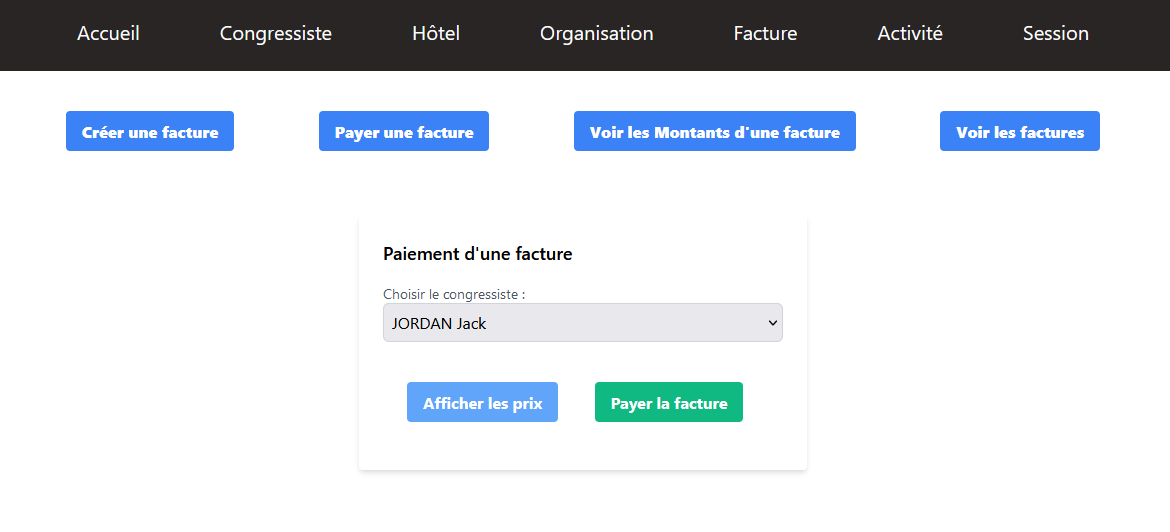 Accueil Congressiste Hôtel Organisation Facture Activité Session
Créer une facture Payer une facture Voir les Montants d'une facture Voir les factures
Paiement d'une facture
Choisir le congressiste :
JORDAN Jack
Afficher les prix Payer la facture